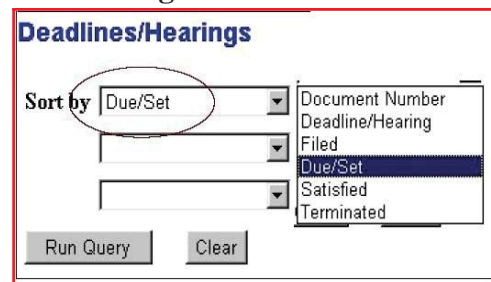 Deadlines/Hearings
Sort by Due/Set
Document Number
Deadline/Hearing
Filed
Due/Set
Satisfied
Terminated
Run Query Clear